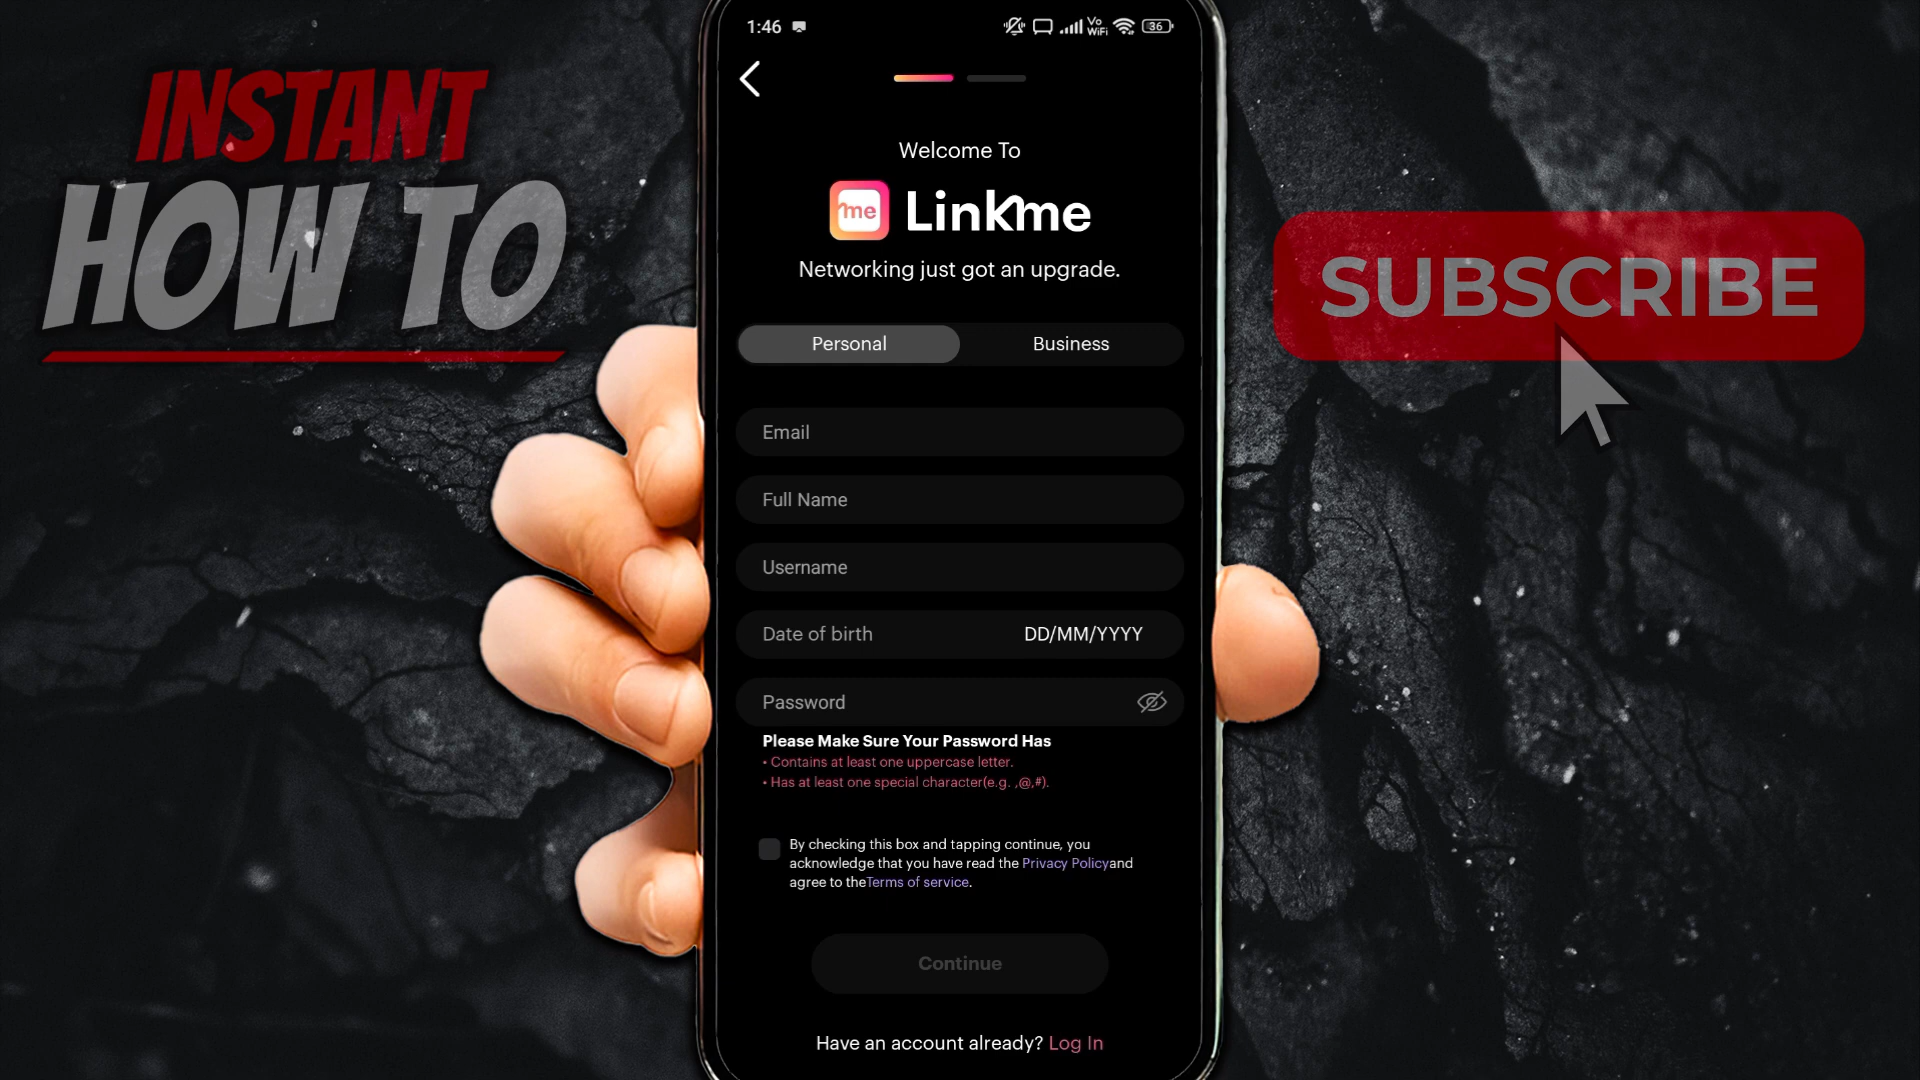 INSTANT
HOW TO
1:46
Vo
WiFi
36
Welcome To
me Linkme
Networking just got an upgrade.
Personal Business
Email
Full Name
Username
Date of birth DD/MM/YYYY
Password
Please Make Sure Your Password Has
• Contains at least one uppercase letter.
• Has at least one special character(e.g. ,@,#).
By checking this box and tapping continue, you
acknowledge that you have read the Privacy Policyand
agree to theTerms of service.
Continue
Have an account already? Log In
SUBSCRIBE